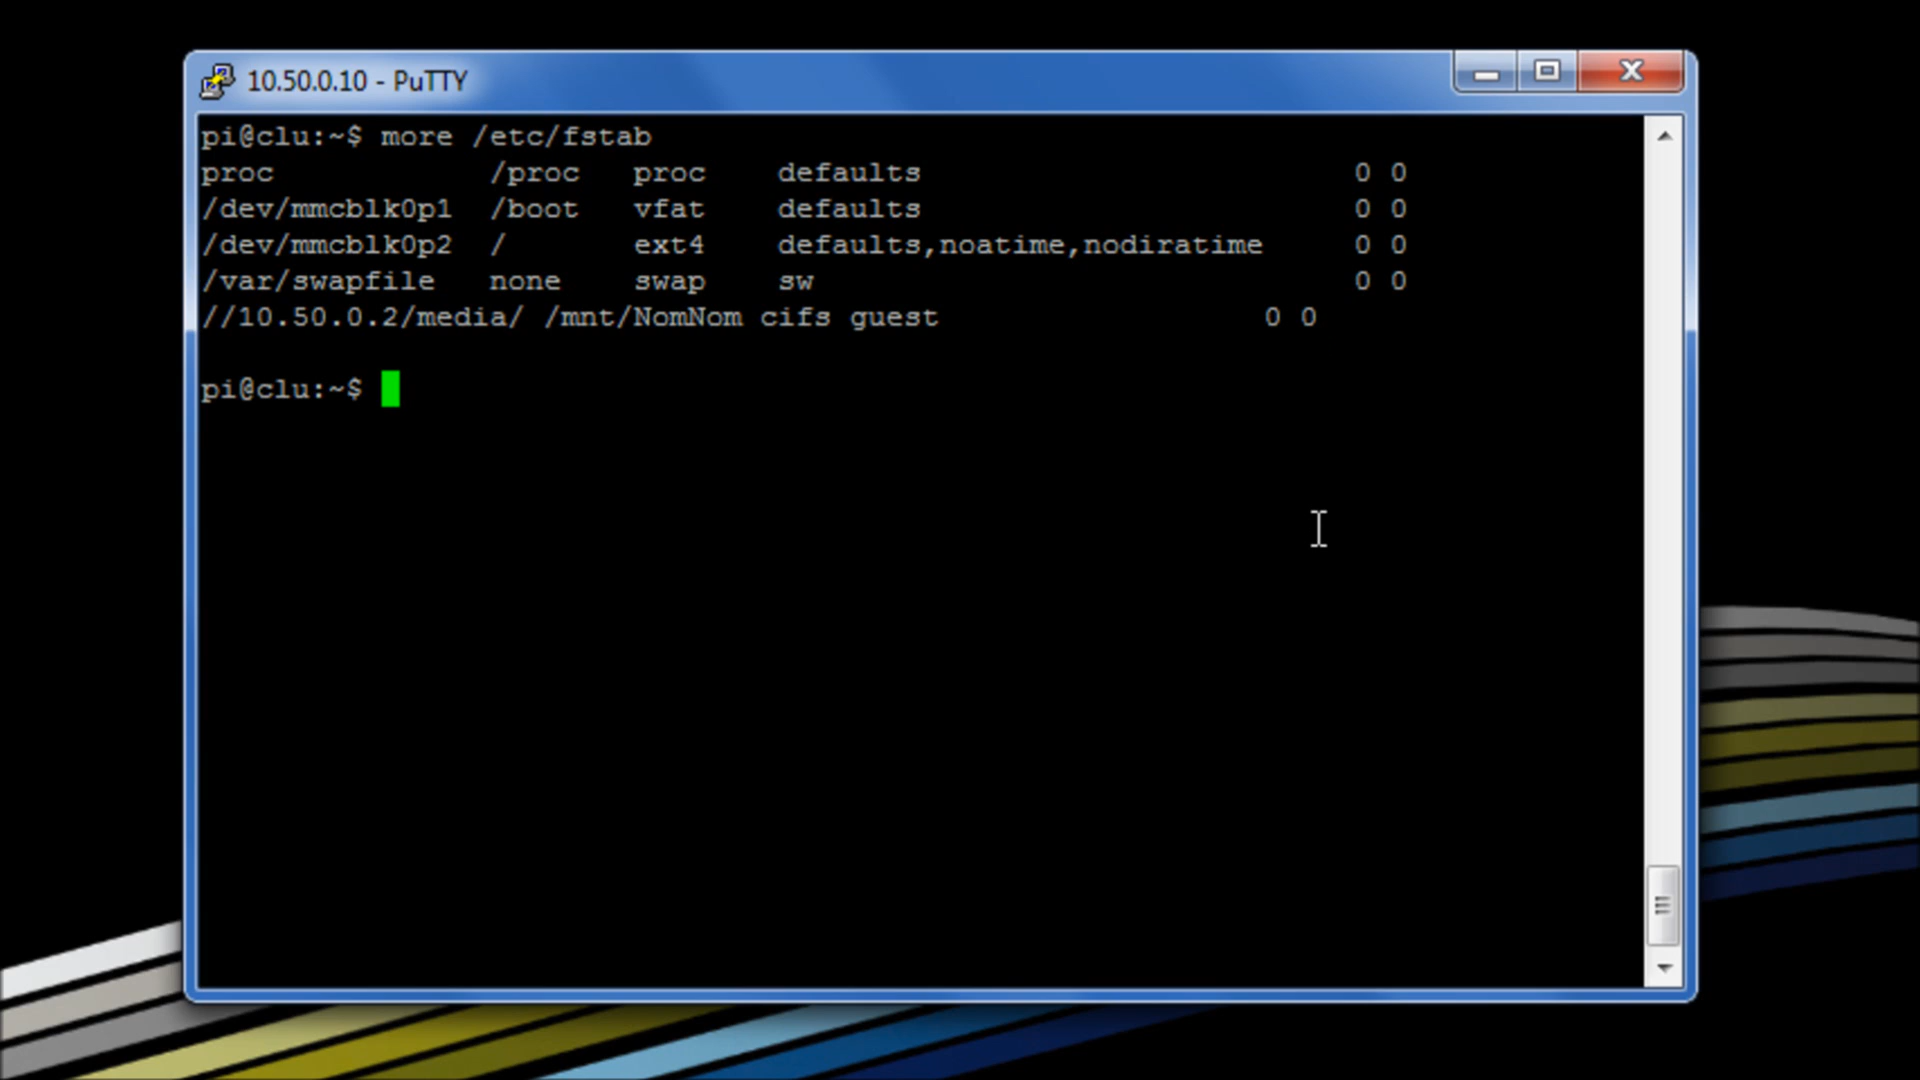 10.50.0.10 - PuTTY
pi@clu:~$ more /etc/fstab
proc            /proc   proc    defaults                        0 0
/dev/mmcblk0p1  /boot   vfat    defaults                        0 0
/dev/mmcblk0p2  /       ext4    defaults,noatime,nodiratime     0 0
/var/swapfile   none    swap    sw                              0 0
//10.50.0.2/media/ /mnt/NomNom cifs guest                  0 0
pi@clu:~$